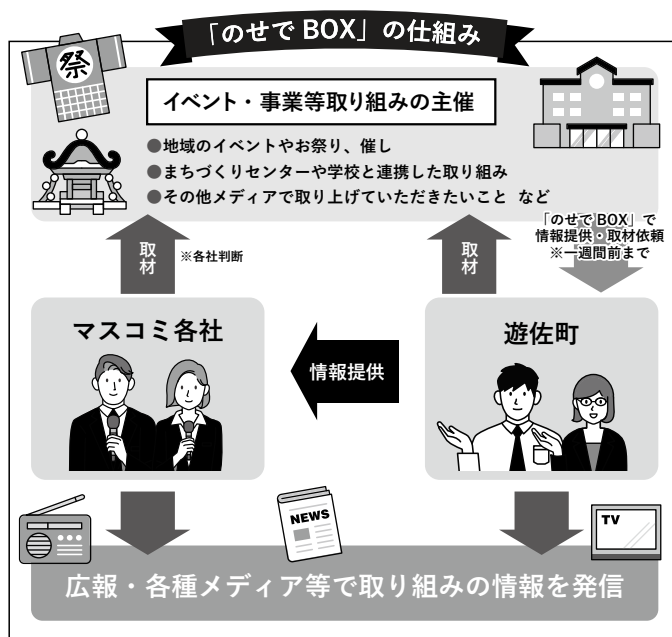 「のせで BOX」の仕組み
祭
イベント・事業等取り組みの主催
●地域のイベントやお祭り、催し
●まちづくりセンターや学校と連携した取り組み
●その他メディアで取り上げていただきたいこと など
取材
※各社判断
取材
「のせで BOX」で
情報提供・取材依頼
※一週間前まで
マスコミ各社
情報提供
遊佐町
NEWS
TV
広報・各種メディア等で取り組みの情報を発信